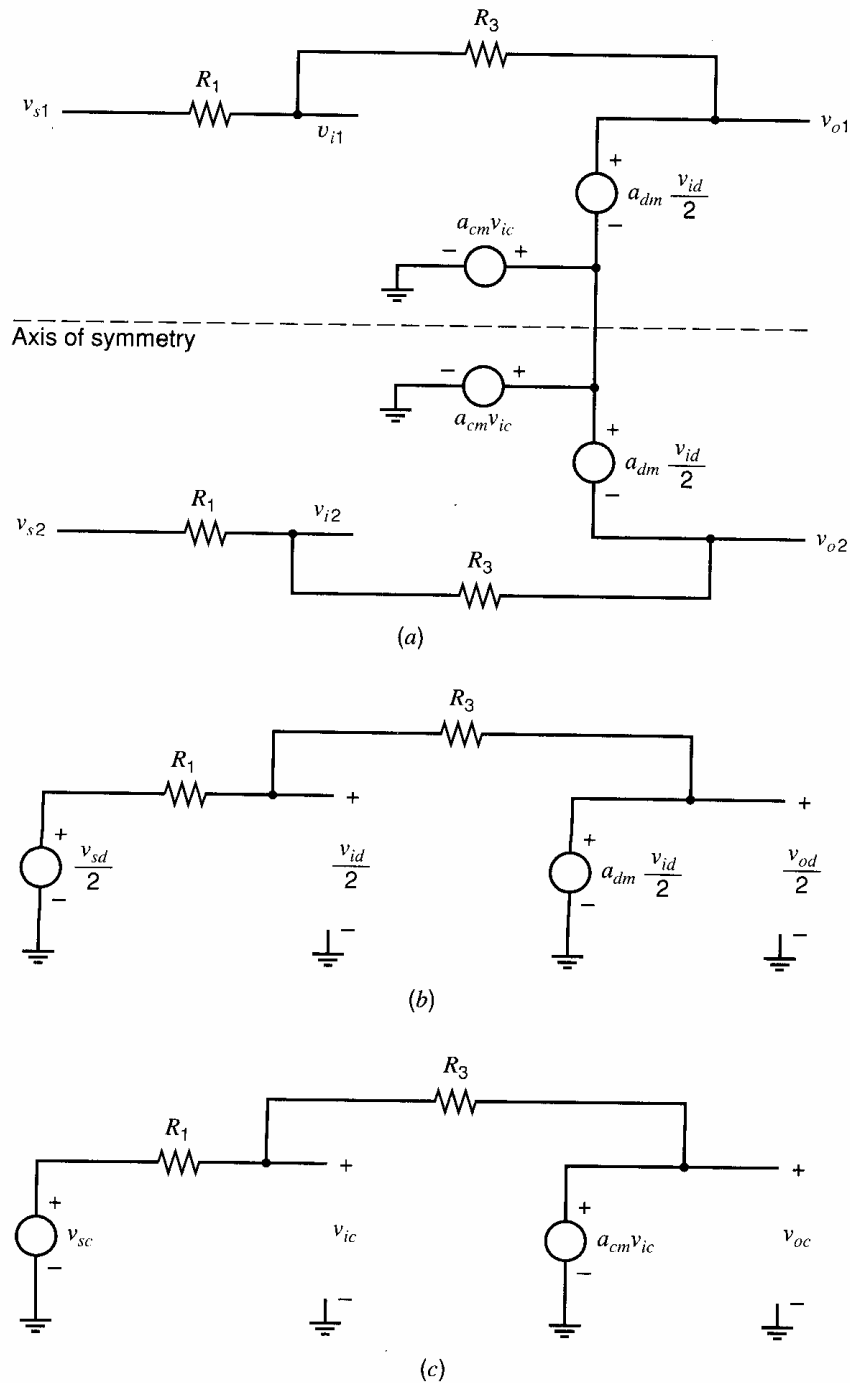 R3
R1
vs1
vi1
vo1
+
adm vid/2
−
acmvic
− +
Axis of symmetry
− +
acmvic
+
adm vid/2
−
R1
vs2
vi2
vo2
R3
(a)
R3
R1
+ +
+ vsd/2 vid/2 + adm vid/2 vod/2
− −
− −
(b)
R3
R1
+ +
+ vsc vic + acmvic voc
− −
− −
(c)